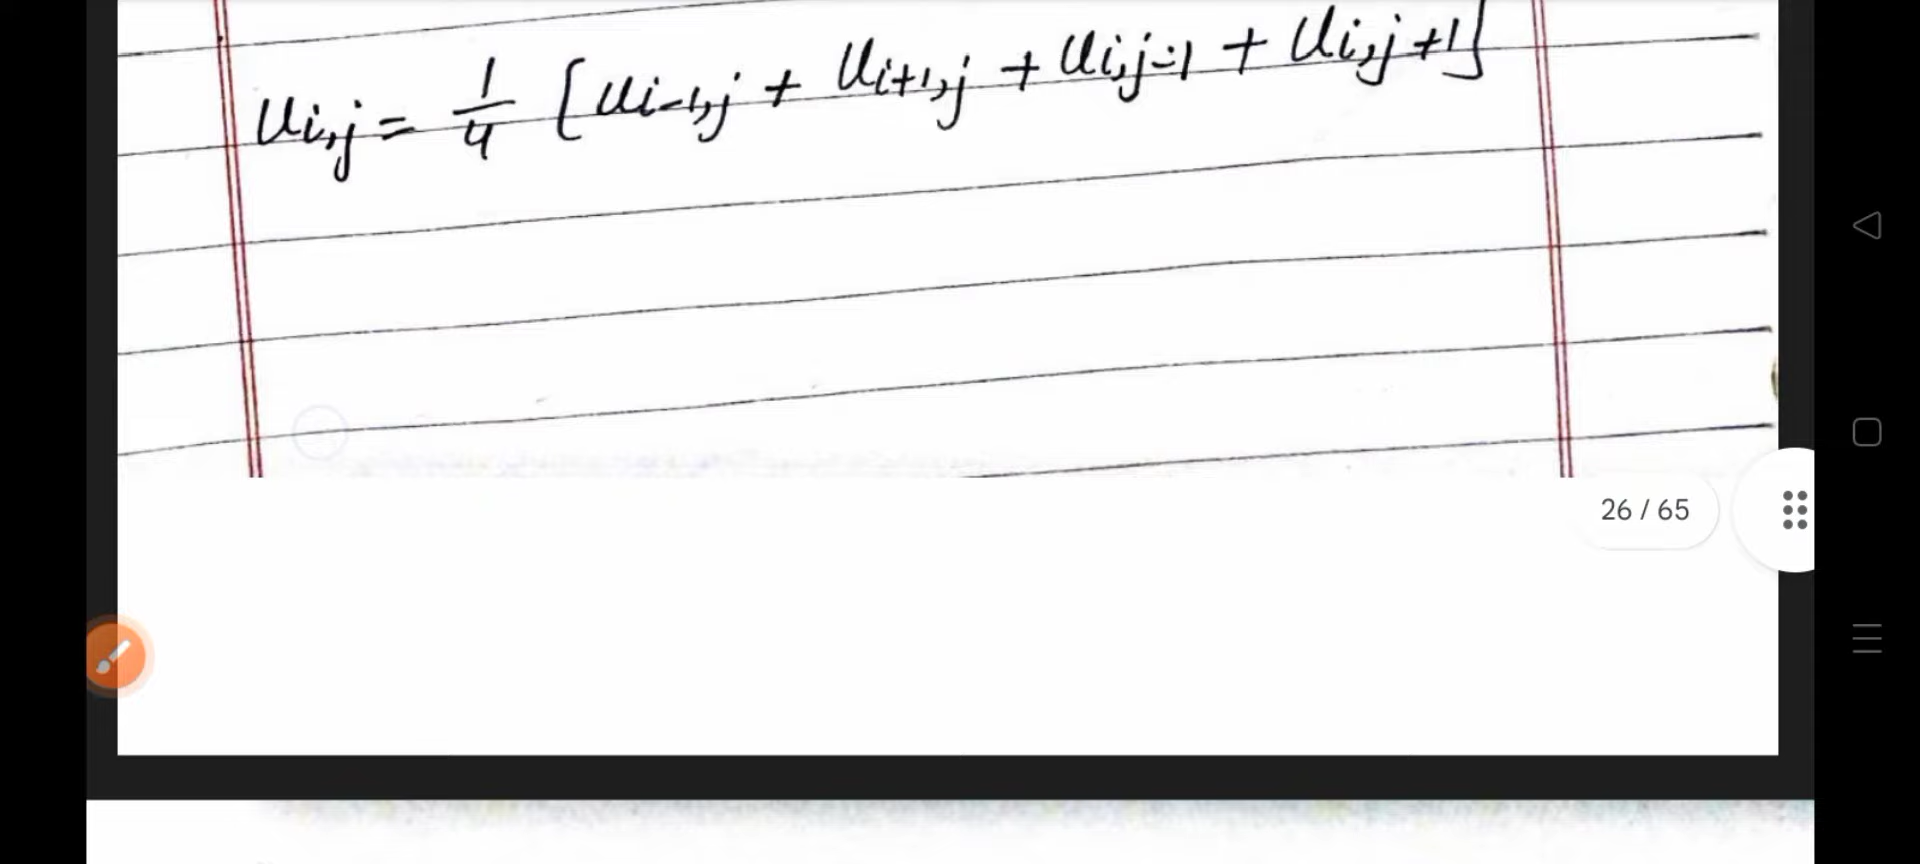 ui,j = 1/4 [ui-1,j + ui+1,j + ui,j-1 + ui,j+1]
26 / 65